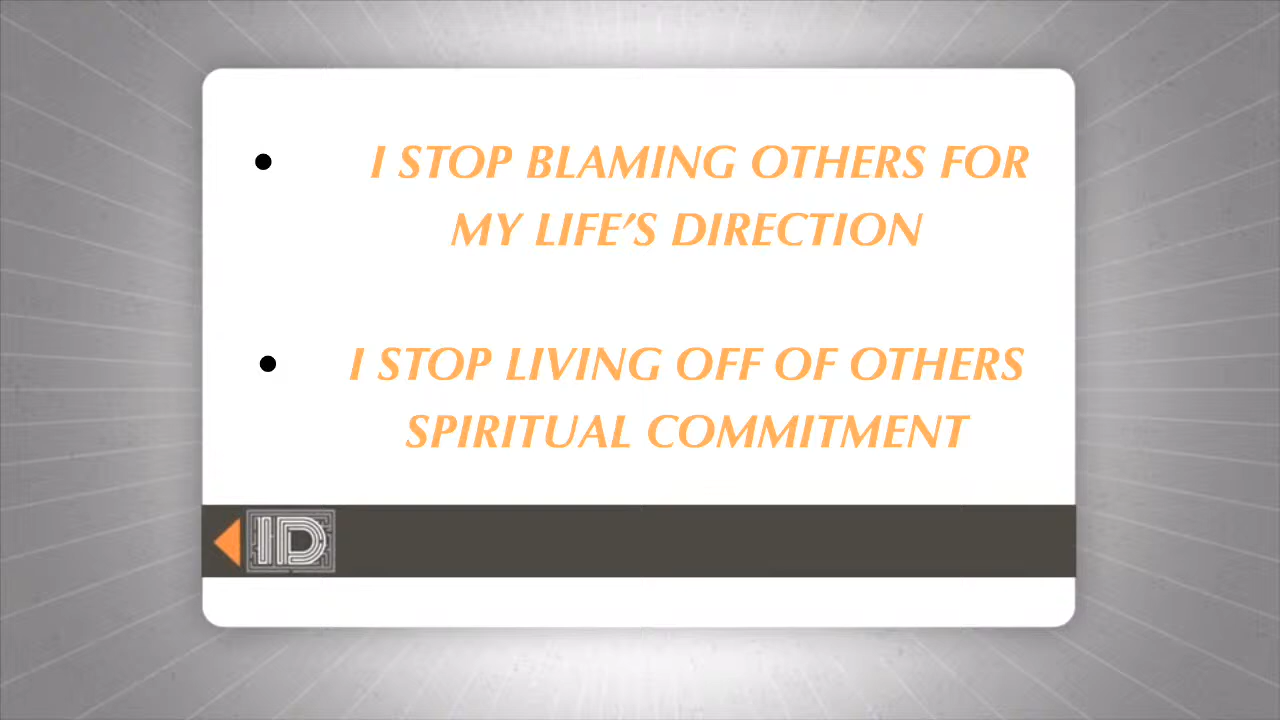 • I STOP BLAMING OTHERS FOR
MY LIFE’S DIRECTION
• I STOP LIVING OFF OF OTHERS
SPIRITUAL COMMITMENT
ID